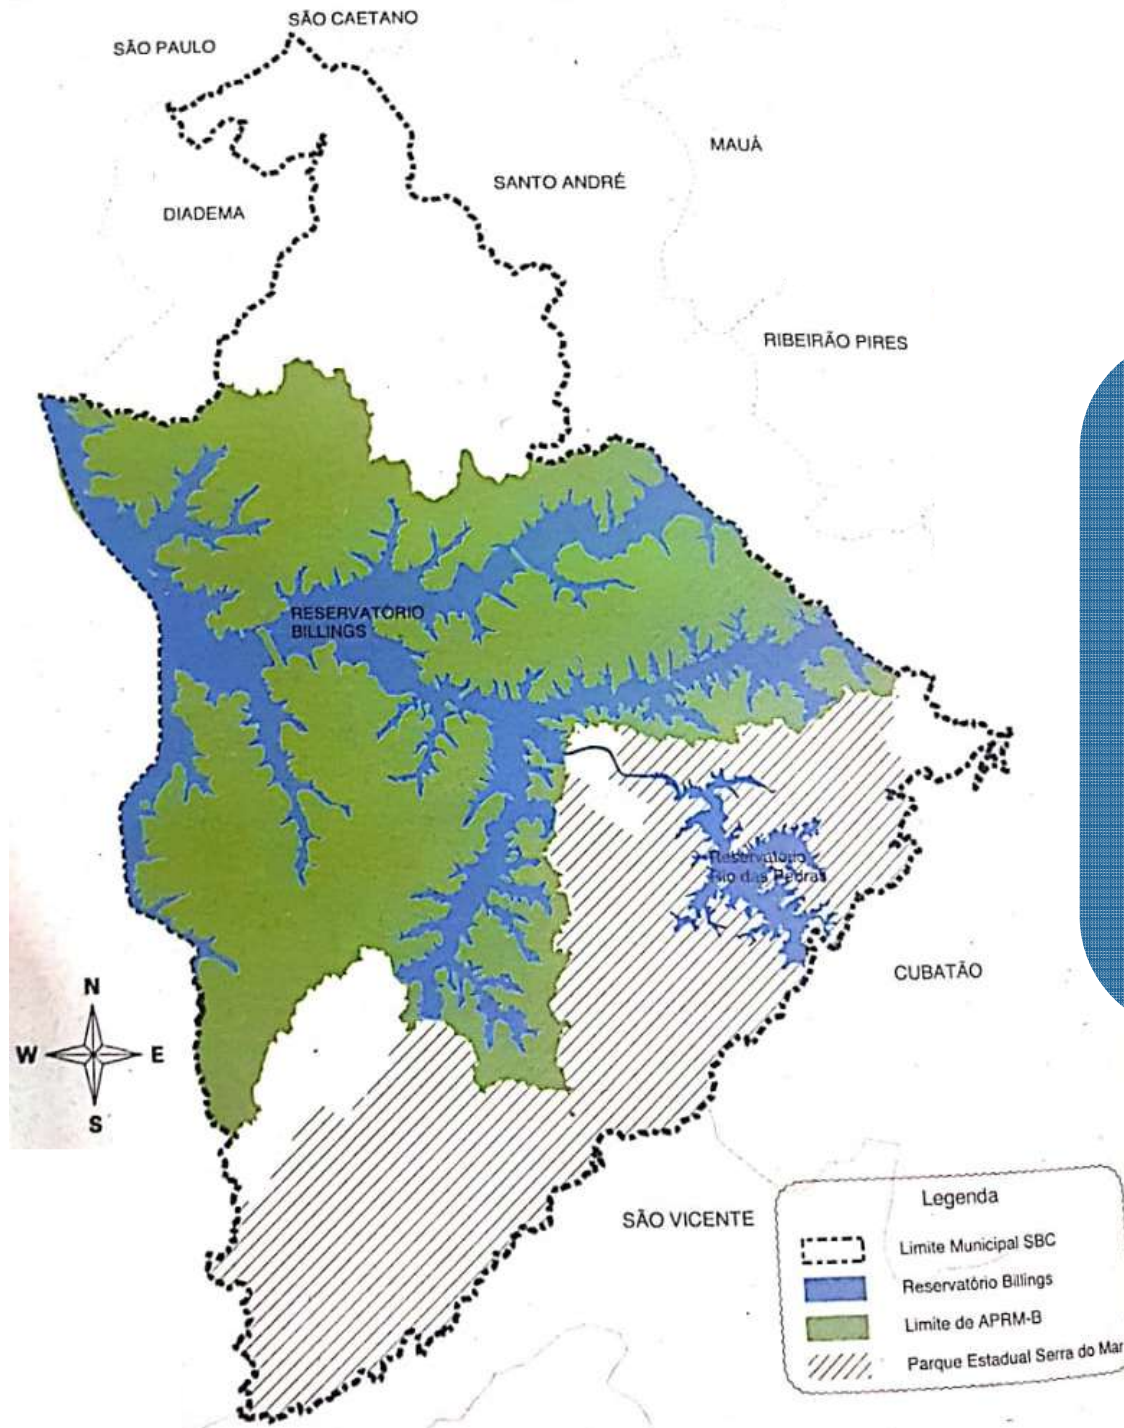 SÃO CAETANO
SÃO PAULO
MAUÁ
SANTO ANDRÉ
DIADEMA
RIBEIRÃO PIRES
RESERVATÓRIO
BILLINGS
Reservatório
Rio das Pedras
CUBATÃO
N
W
E
S
SÃO VICENTE
Legenda
Limite Municipal SBC
Reservatório Billings
Limite de APRM-B
Parque Estadual Serra do Mar